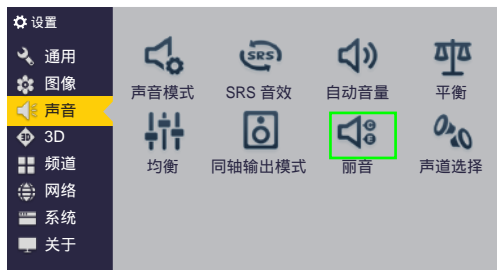 设置
通用
图像
声音
3D
频道
网络
系统
关于
声音模式
SRS 音效
自动音量
平衡
均衡
同轴输出模式
丽音
声道选择